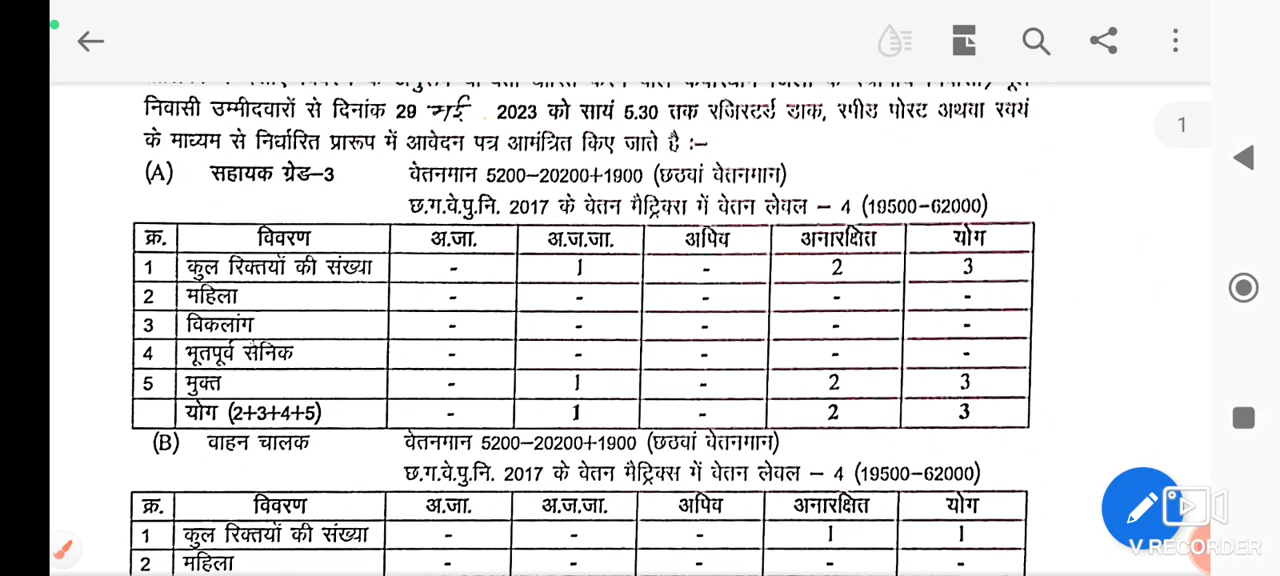 निवासी उम्मीदवारों से दिनांक 29 मई 2023 को सायं 5.30 तक रजिस्टर्ड डाक, स्पीड पोस्ट अथवा स्वयं
के माध्यम से निर्धारित प्रारूप में आवेदन पत्र आमंत्रित किए जाते है :–
1
(A) सहायक ग्रेड–3 वेतनमान 5200–20200+1900 (छठवां वेतनमान)
छ.ग.वे.पु.नि. 2017 के वेतन मैट्रिक्स में वेतन लेवल – 4 (19500–62000)
क्र. विवरण अ.जा. अ.ज.जा. अपिव अनारक्षित योग
1 कुल रिक्तयों की संख्या - 1 - 2 3
2 महिला - - - - -
3 विकलांग - - - - -
4 भूतपूर्व सैनिक - - - - -
5 मुक्त - 1 - 2 3
योग (2+3+4+5) - 1 - 2 3
(B) वाहन चालक वेतनमान 5200–20200+1900 (छठवां वेतनमान)
छ.ग.वे.पु.नि. 2017 के वेतन मैट्रिक्स में वेतन लेवल – 4 (19500–62000)
क्र. विवरण अ.जा. अ.ज.जा. अपिव अनारक्षित योग
1 कुल रिक्तयों की संख्या - - - 1 1
2 महिला - - - - -
V RECORDER